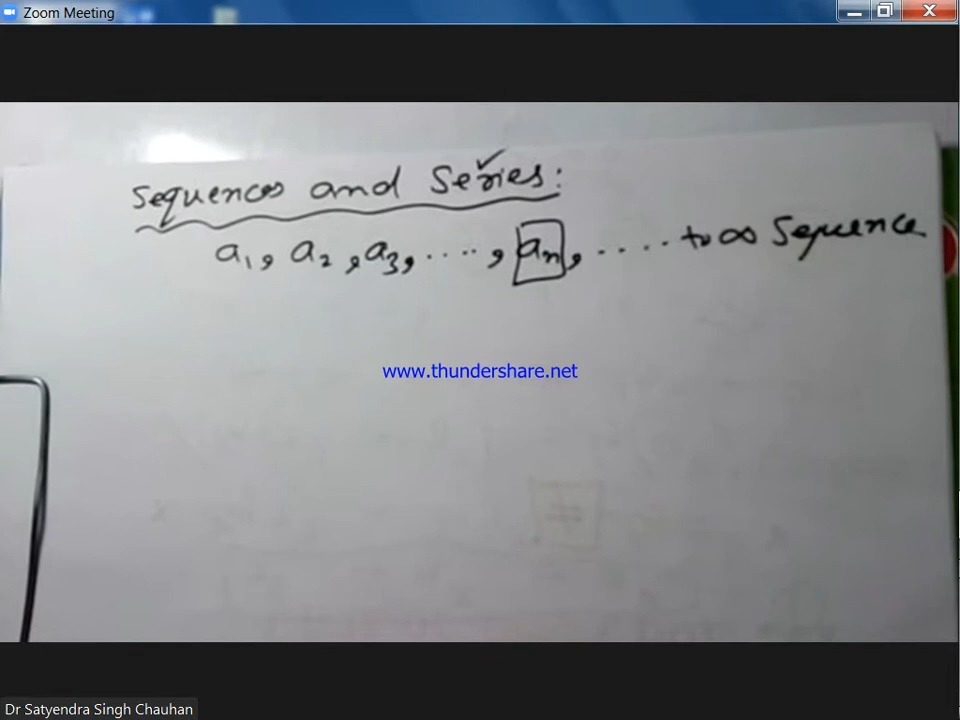 Zoom Meeting
Sequences and Series:
a₁, a₂, a₃, ....., aₙ, ..... to ∞ Sequence
www.thundershare.net
Dr Satyendra Singh Chauhan